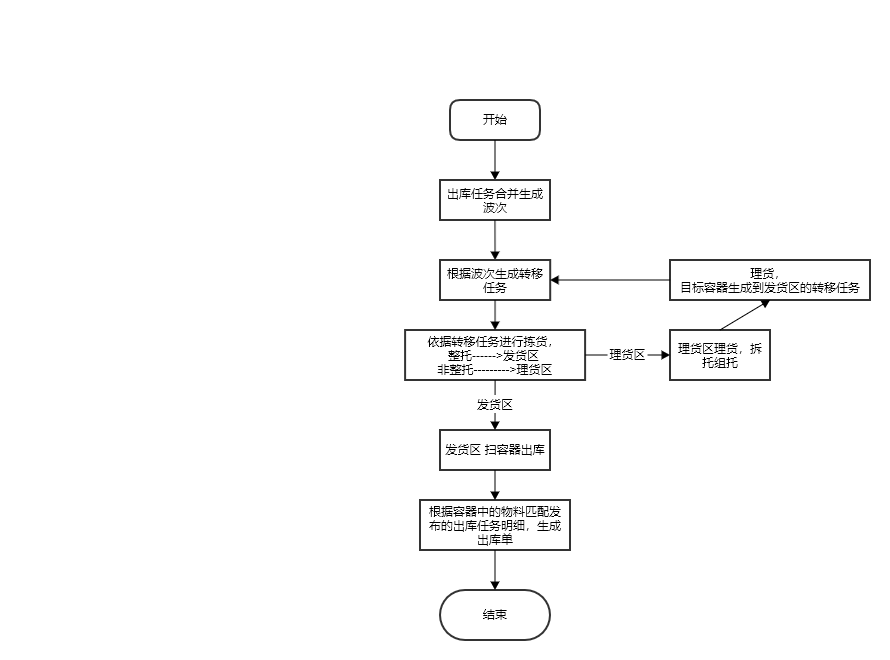 开始
出库任务合并生成
波次
根据波次生成转移
任务
理货，
目标容器生成到发货区的转移任务
依据转移任务进行拣货，
整托------>发货区
非整托--------->理货区
理货区
理货区理货，拆
托组托
发货区
发货区 扫容器出库
根据容器中的物料匹配发
布的出库任务明细，生成
出库单
结束